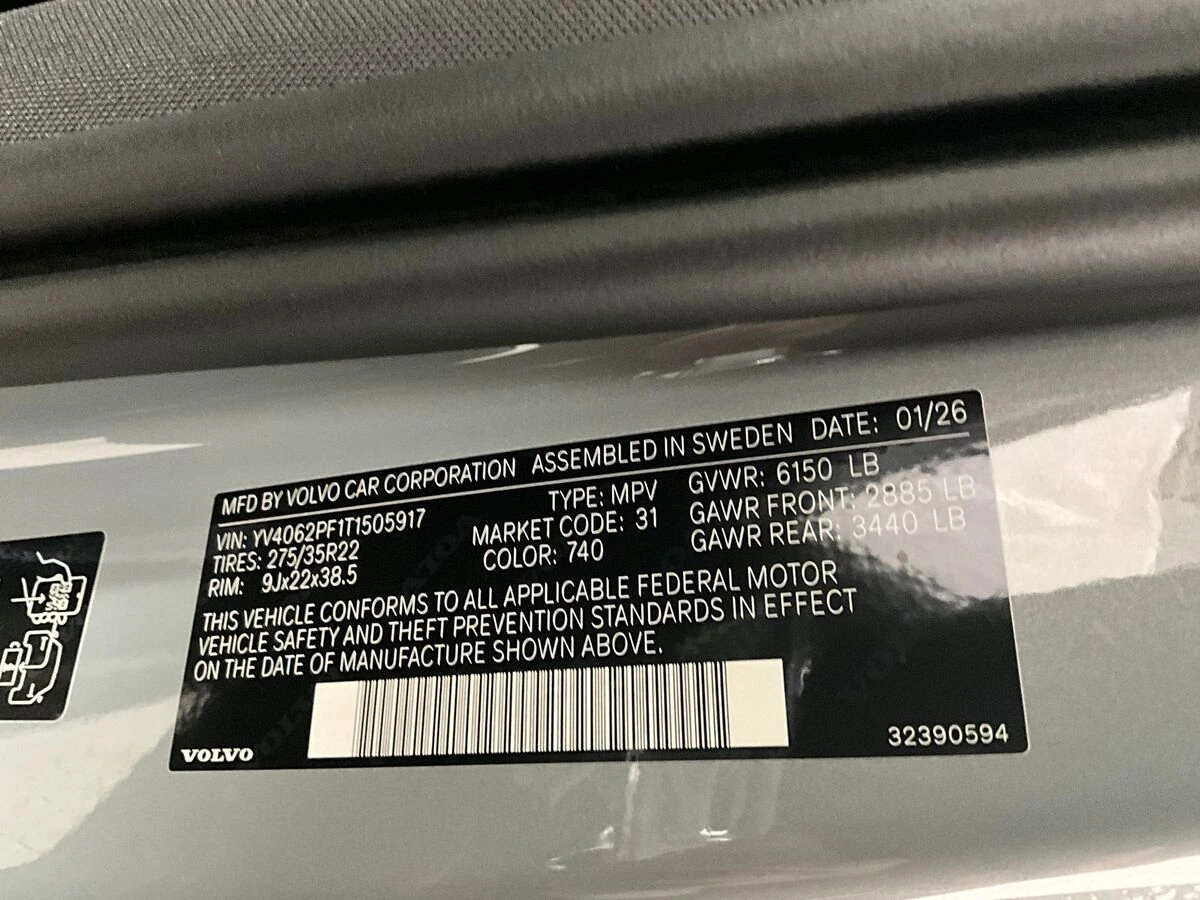 MFD BY VOLVO CAR CORPORATION ASSEMBLED IN SWEDEN DATE: 01/26
VIN: YV4062PF1T1505917 TYPE: MPV GVWR: 6150 LB
TIRES: 275/35R22 MARKET CODE: 31 GAWR FRONT: 2885 LB
RIM: 9Jx22x38.5 COLOR: 740 GAWR REAR: 3440 LB
THIS VEHICLE CONFORMS TO ALL APPLICABLE FEDERAL MOTOR
VEHICLE SAFETY AND THEFT PREVENTION STANDARDS IN EFFECT
ON THE DATE OF MANUFACTURE SHOWN ABOVE.
VOLVO 32390594